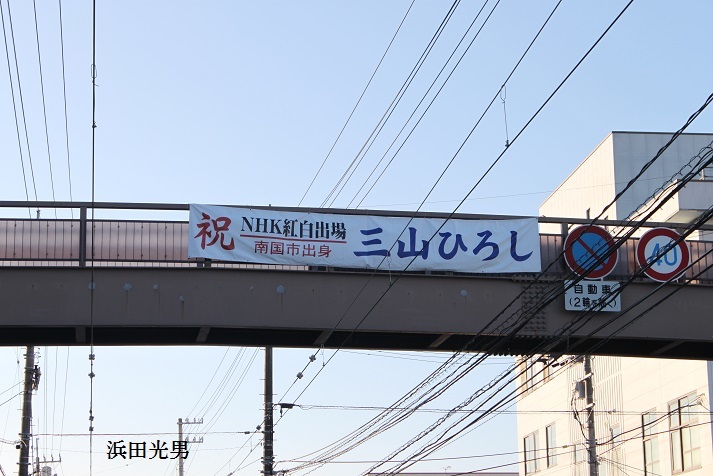 祝
NHK紅白出場
南国市出身
三山ひろし
40
自動車
(2輪を除く)
浜田光男